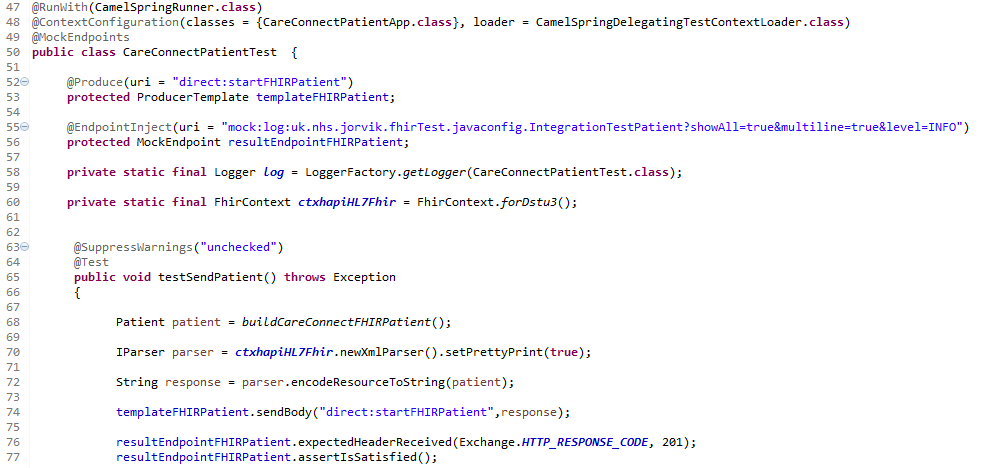 47 @RunWith(CamelSpringRunner.class)
48 @ContextConfiguration(classes = {CareConnectPatientApp.class}, loader = CamelSpringDelegatingTestContextLoader.class)
49 @MockEndpoints
50 public class CareConnectPatientTest {
51
52 @Produce(uri = "direct:startFHIRPatient")
53 protected ProducerTemplate templateFHIRPatient;
54
55 @EndpointInject(uri = "mock:log:uk.nhs.jorvik.fhirTest.javaconfig.IntegrationTestPatient?showAll=true&multiline=true&level=INFO")
56 protected MockEndpoint resultEndpointFHIRPatient;
57
58 private static final Logger log = LoggerFactory.getLogger(CareConnectPatientTest.class);
59
60 private static final FhirContext ctxhapiHL7Fhir = FhirContext.forDstu3();
61
62
63 @SuppressWarnings("unchecked")
64 @Test
65 public void testSendPatient() throws Exception
66 {
67
68 Patient patient = buildCareConnectFHIRPatient();
69
70 IParser parser = ctxhapiHL7Fhir.newXmlParser().setPrettyPrint(true);
71
72 String response = parser.encodeResourceToString(patient);
73
74 templateFHIRPatient.sendBody("direct:startFHIRPatient",response);
75
76 resultEndpointFHIRPatient.expectedHeaderReceived(Exchange.HTTP_RESPONSE_CODE, 201);
77 resultEndpointFHIRPatient.assertIsSatisfied();